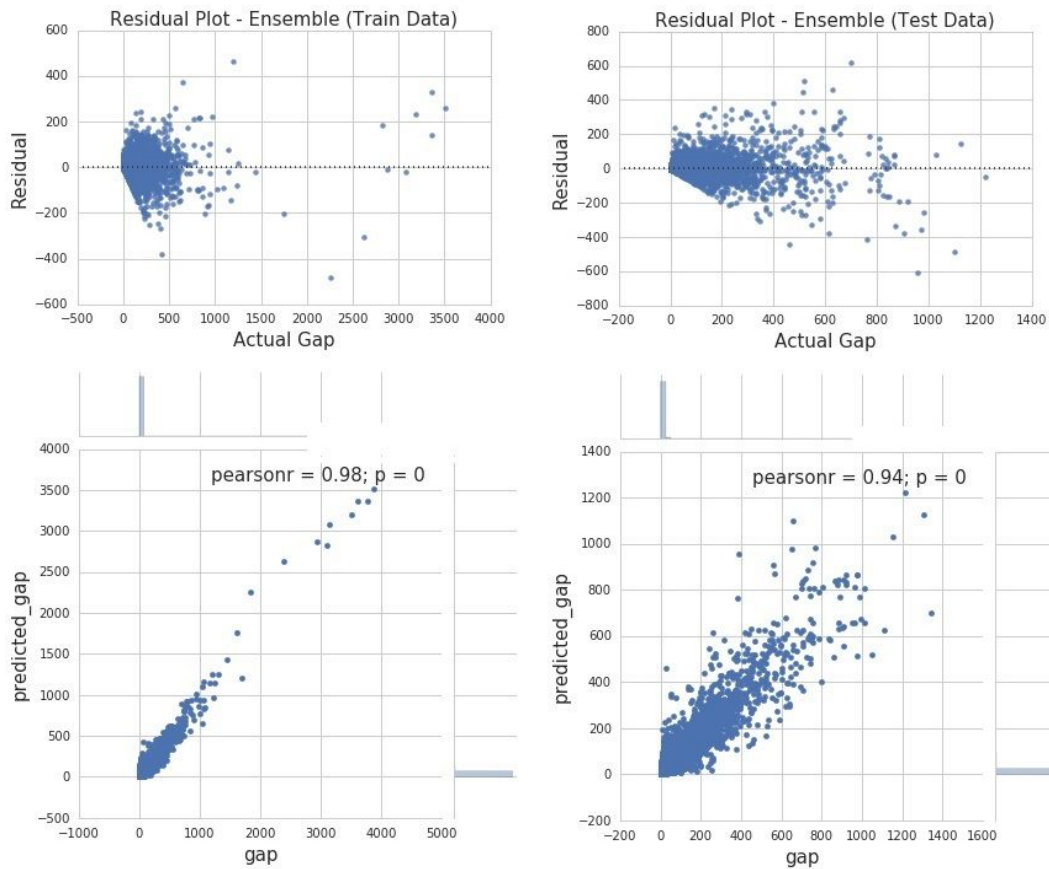 Residual Plot - Ensemble (Train Data)
600
400
200
0
−200
−400
−600
Residual
−500 0 500 1000 1500 2000 2500 3000 3500 4000
Actual Gap
Residual Plot - Ensemble (Test Data)
800
600
400
200
0
−200
−400
−600
−800
Residual
−200 0 200 400 600 800 1000 1200 1400
Actual Gap
4000
3500
3000
2500
2000
1500
1000
500
0
−500
predicted_gap
pearsonr = 0.98; p = 0
−1000 0 1000 2000 3000 4000 5000
gap
1400
1200
1000
800
600
400
200
0
−200
predicted_gap
pearsonr = 0.94; p = 0
−200 0 200 400 600 800 1000 1200 1400 1600
gap